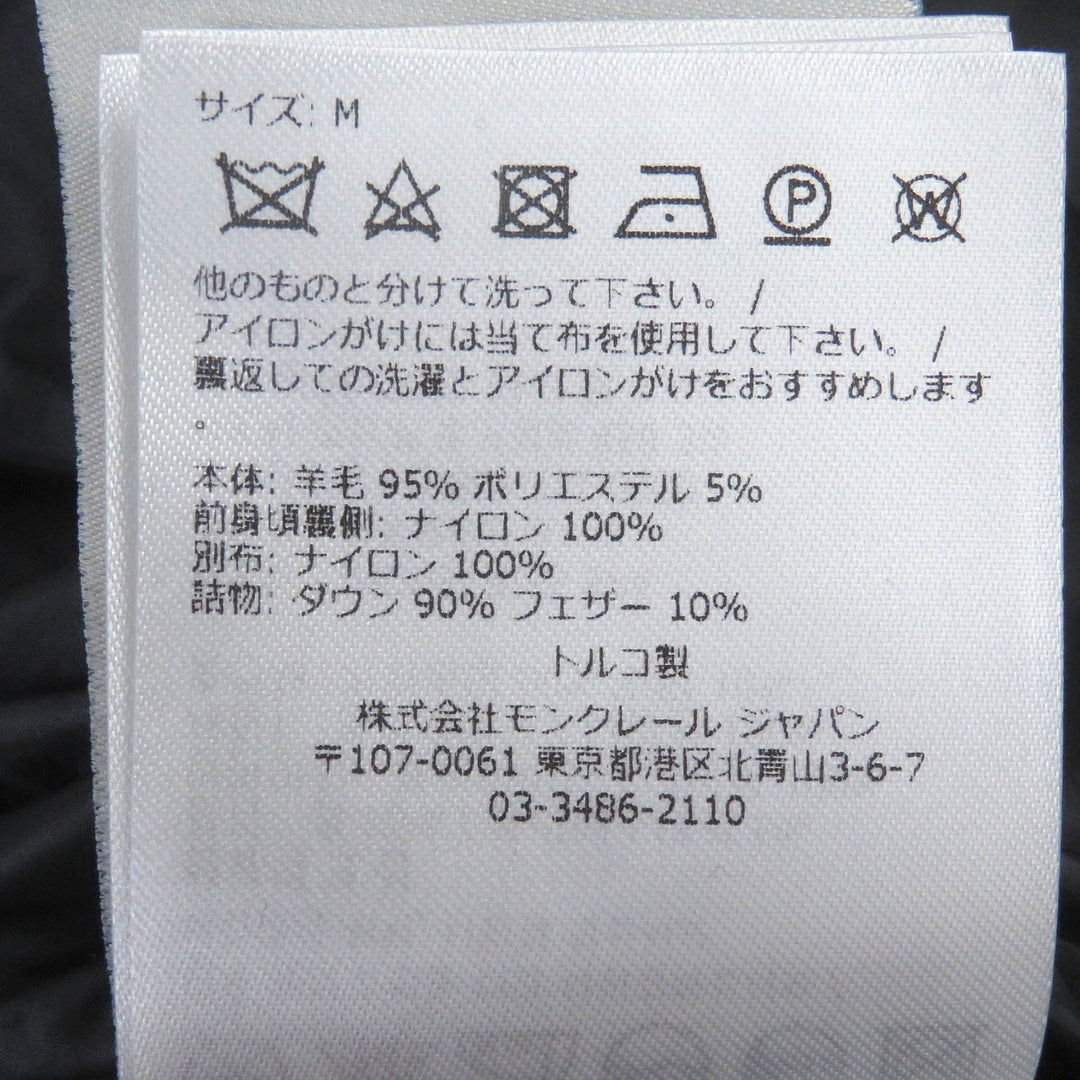 サイズ: M
P
W
他のものと分けて洗って下さい。 /
アイロンがけには当て布を使用して下さい。 /
裏返しての洗濯とアイロンがけをおすすめします
。
本体: 羊毛 95% ポリエステル 5%
前身頃裏側: ナイロン 100%
別布: ナイロン 100%
詰物: ダウン 90% フェザー 10%
トルコ製
株式会社モンクレール ジャパン
〒107-0061 東京都港区北青山3-6-7
03-3486-2110